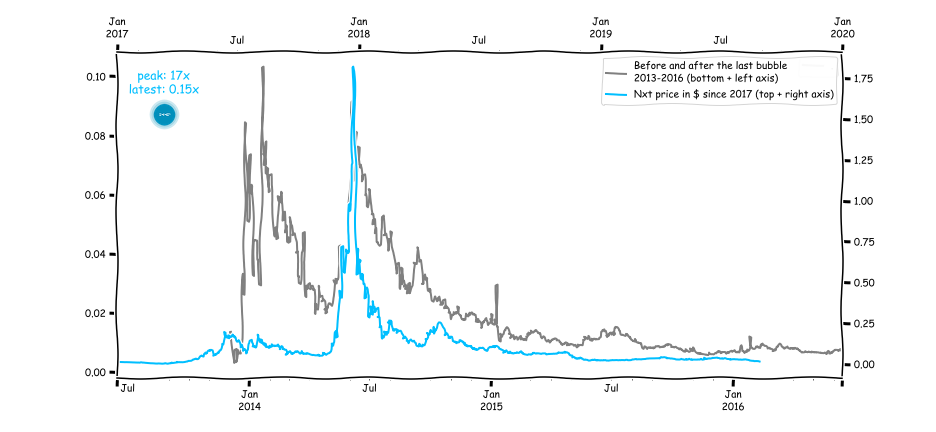 Jan
2017
Jul
Jan
2018
Jul
Jan
2019
Jul
Jan
2020
peak: 17x
latest: 0.15x
Before and after the last bubble
2013-2016 (bottom + left axis)
Nxt price in $ since 2017 (top + right axis)
0.10
0.08
0.06
0.04
0.02
0.00
1.75
1.50
1.25
1.00
0.75
0.50
0.25
0.00
Jul
Jan
2014
Jul
Jan
2015
Jul
Jan
2016